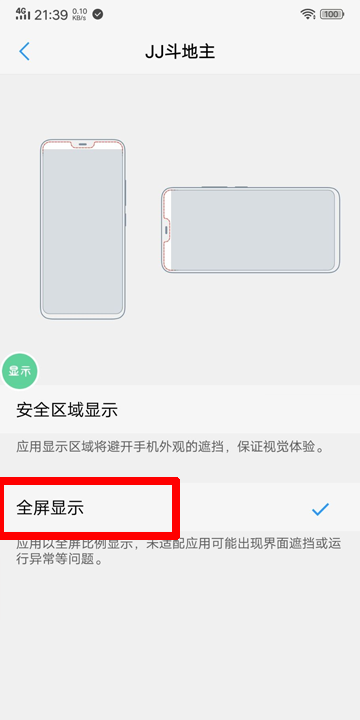 4G 21:39 0.10 KB/s 100
JJ斗地主
显示
安全区域显示
应用显示区域将避开手机外观的遮挡，保证视觉体验。
全屏显示
应用以全屏比例显示，未适配应用可能出现界面遮挡或运
行异常等问题。